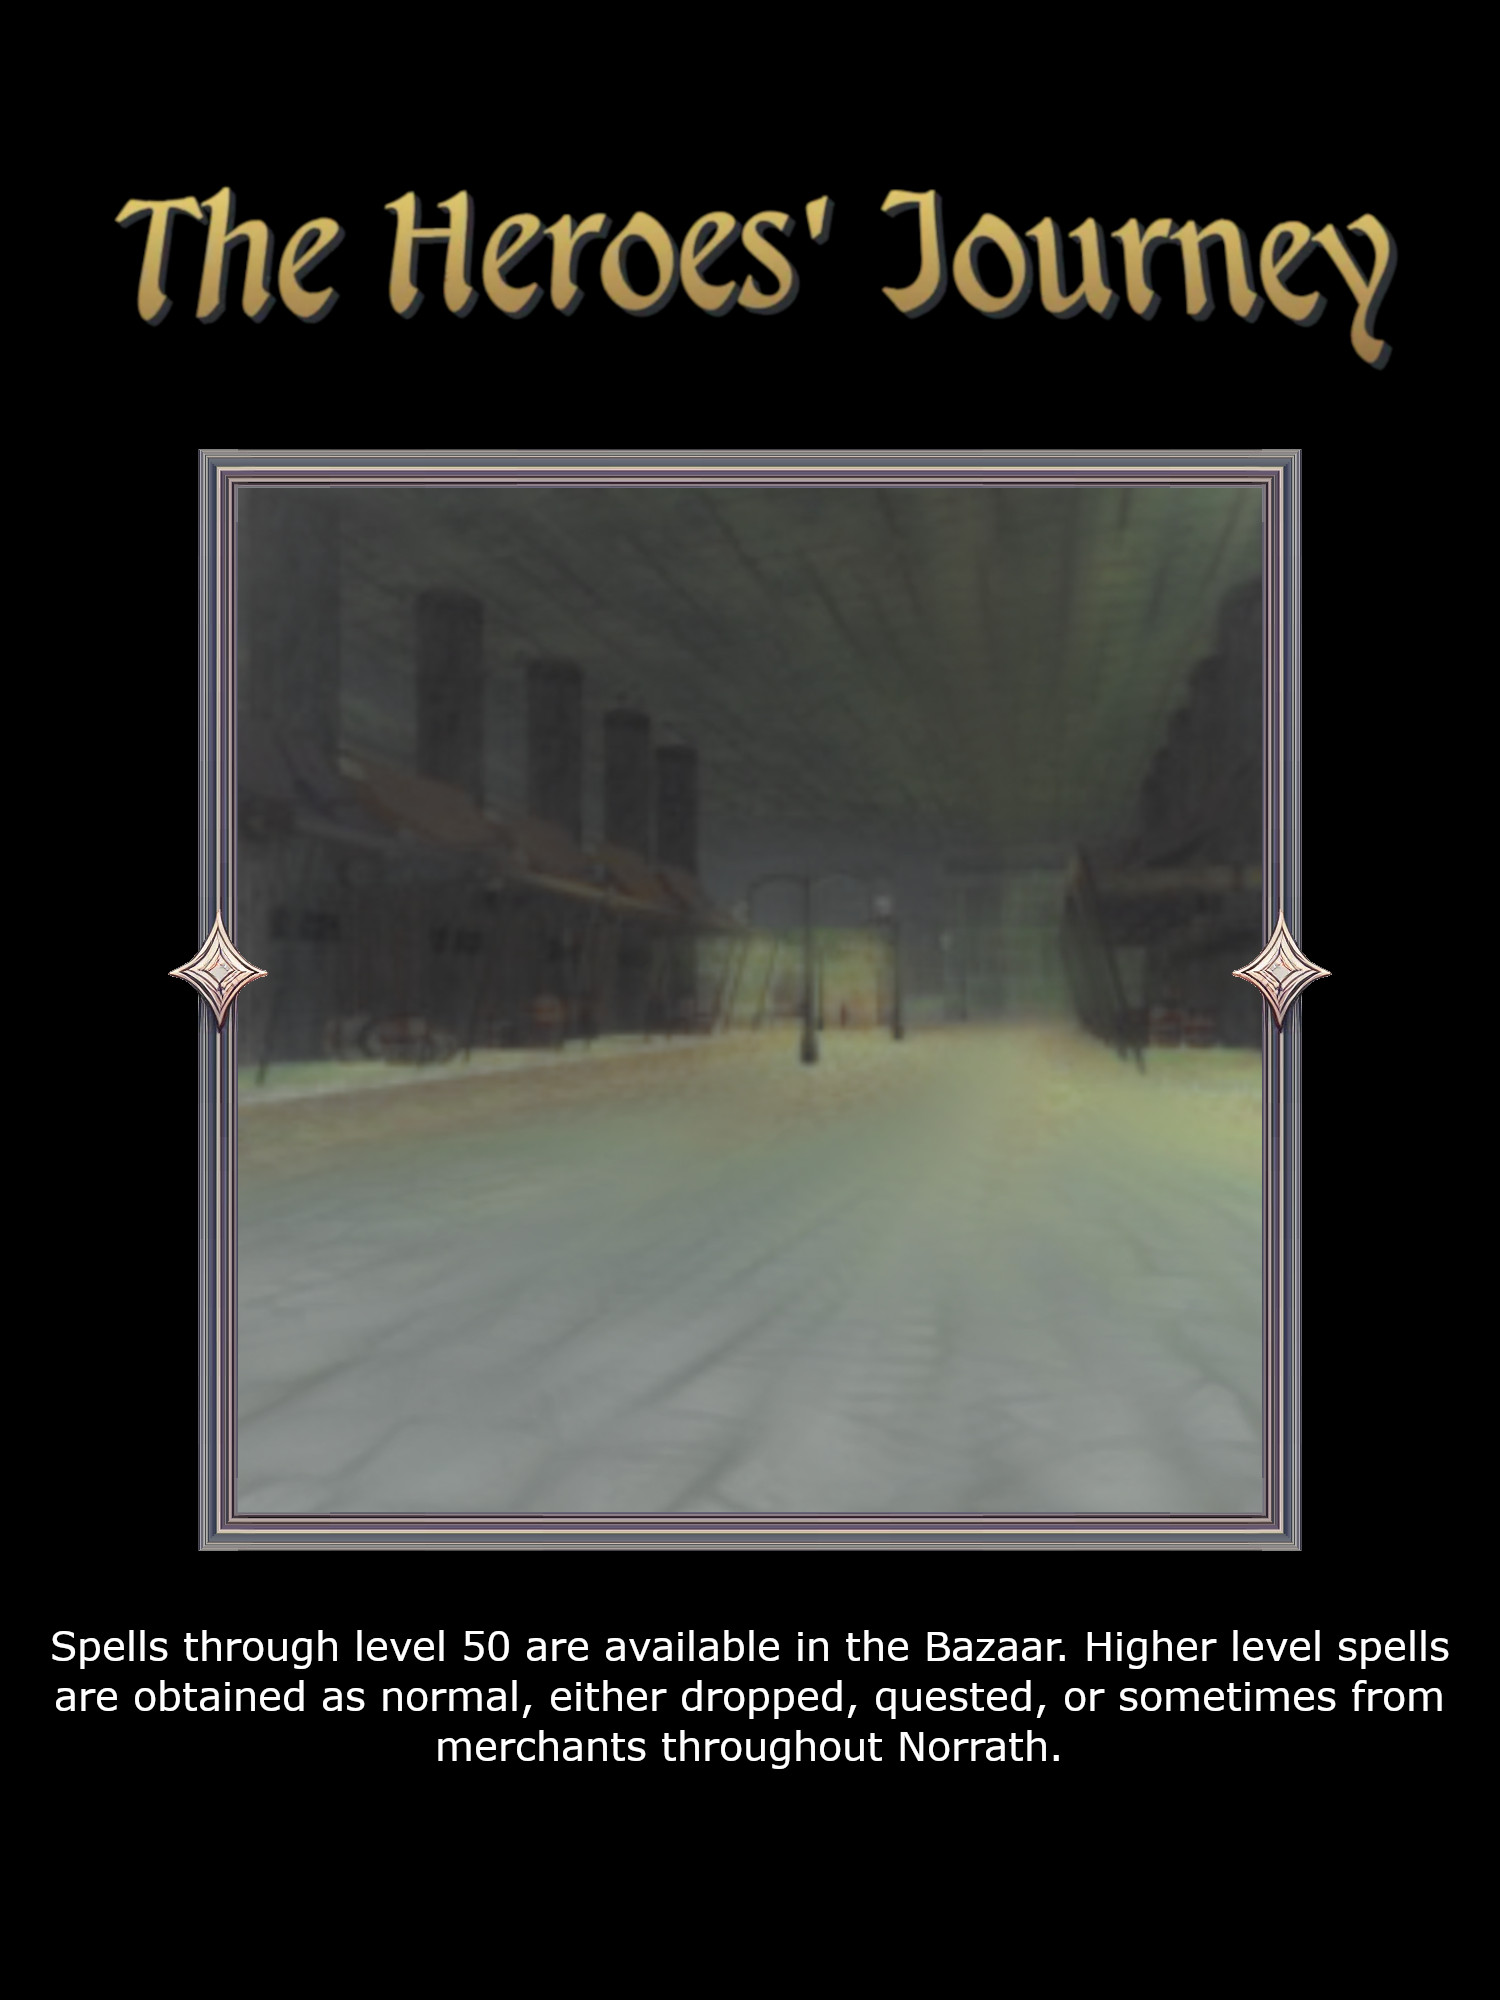 The Heroes' Journey
Spells through level 50 are available in the Bazaar. Higher level spells
are obtained as normal, either dropped, quested, or sometimes from
merchants throughout Norrath.